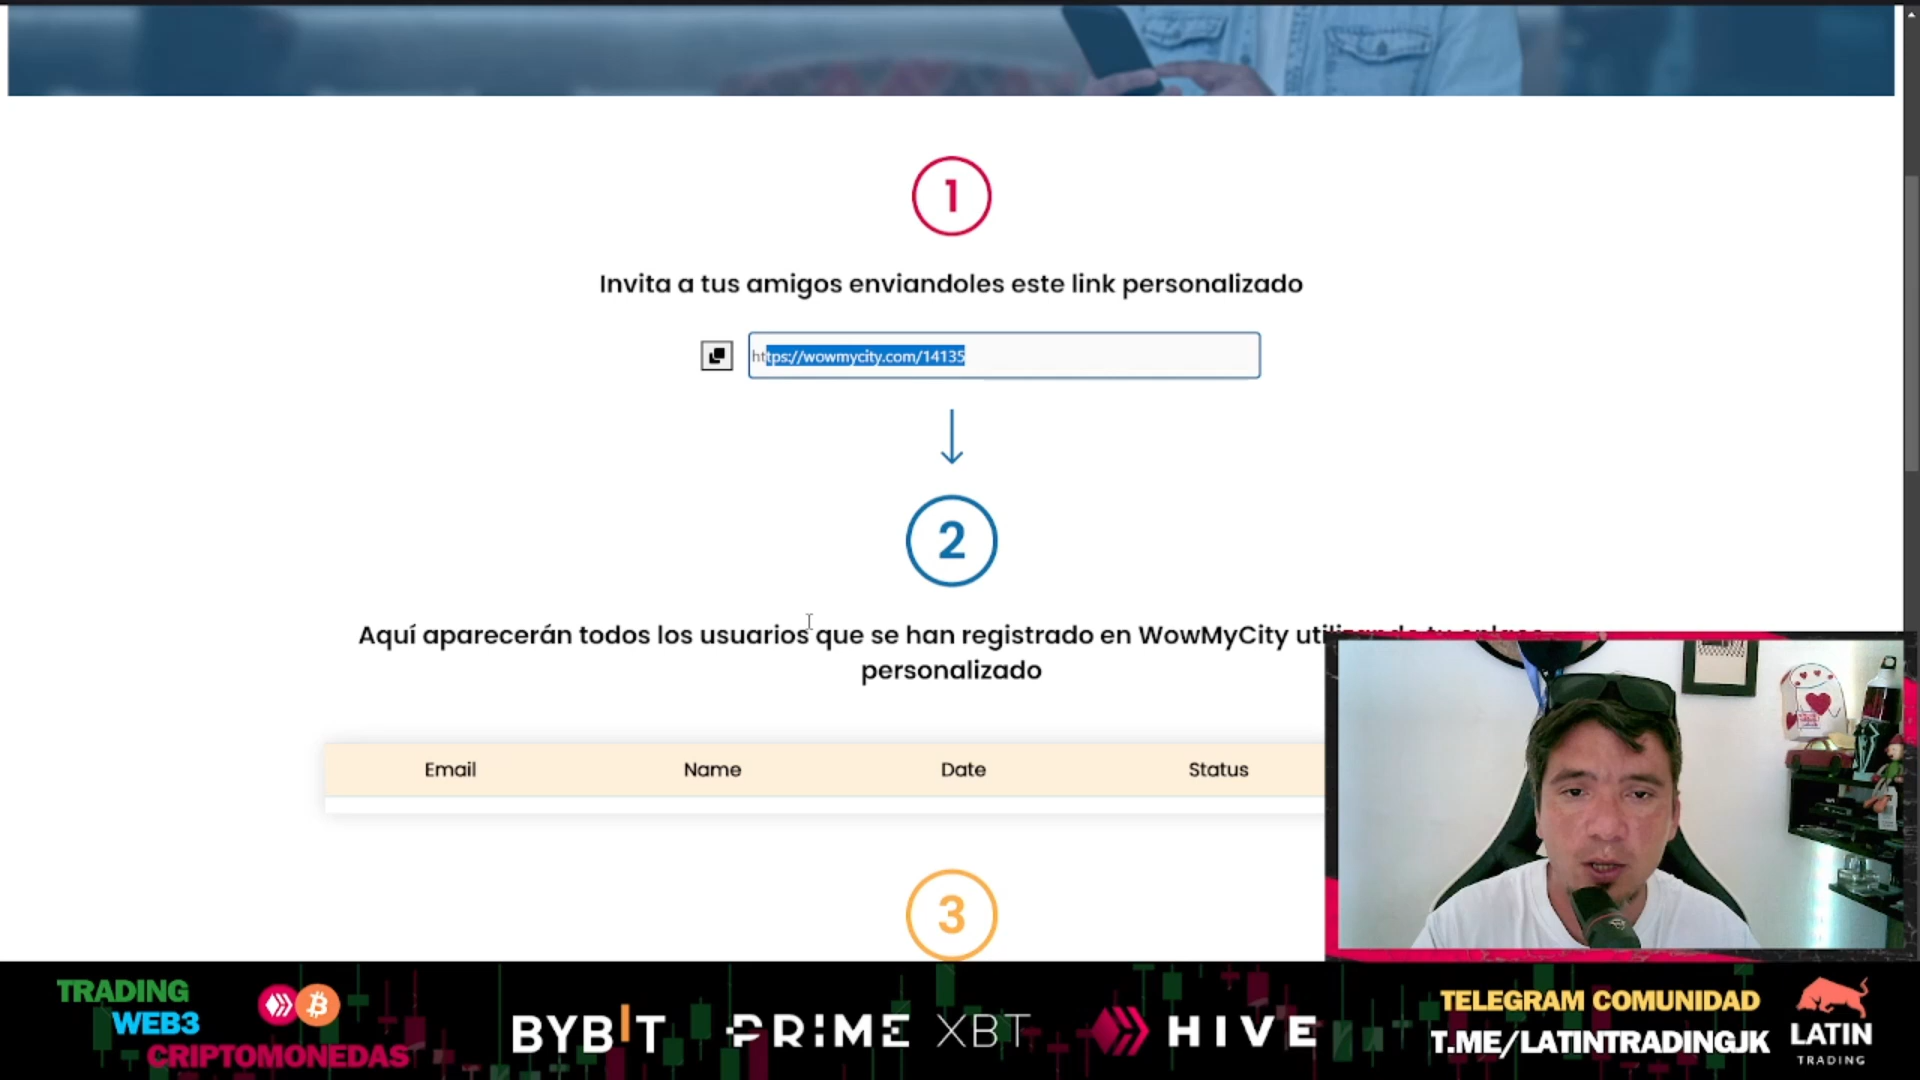 1
Invita a tus amigos enviandoles este link personalizado
https://wowmycity.com/14135
2
Aquí aparecerán todos los usuarios que se han registrado en WowMyCity
personalizado
Email Name Date Status
3
TRADING
WEB3
CRIPTOMONEDAS
BYBIT
PRIME XBT
HIVE
TELEGRAM COMUNIDAD
T.ME/LATINTRADINGJK
LATIN
TRADING